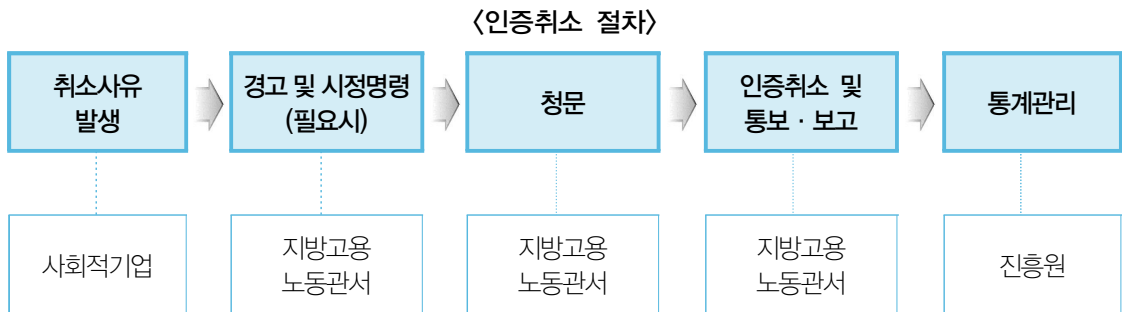 〈인증취소 절차〉
취소사유
발생
경고 및 시정명령
(필요시)
청문
인증취소 및
통보 · 보고
통계관리
사회적기업
지방고용
노동관서
지방고용
노동관서
지방고용
노동관서
진흥원